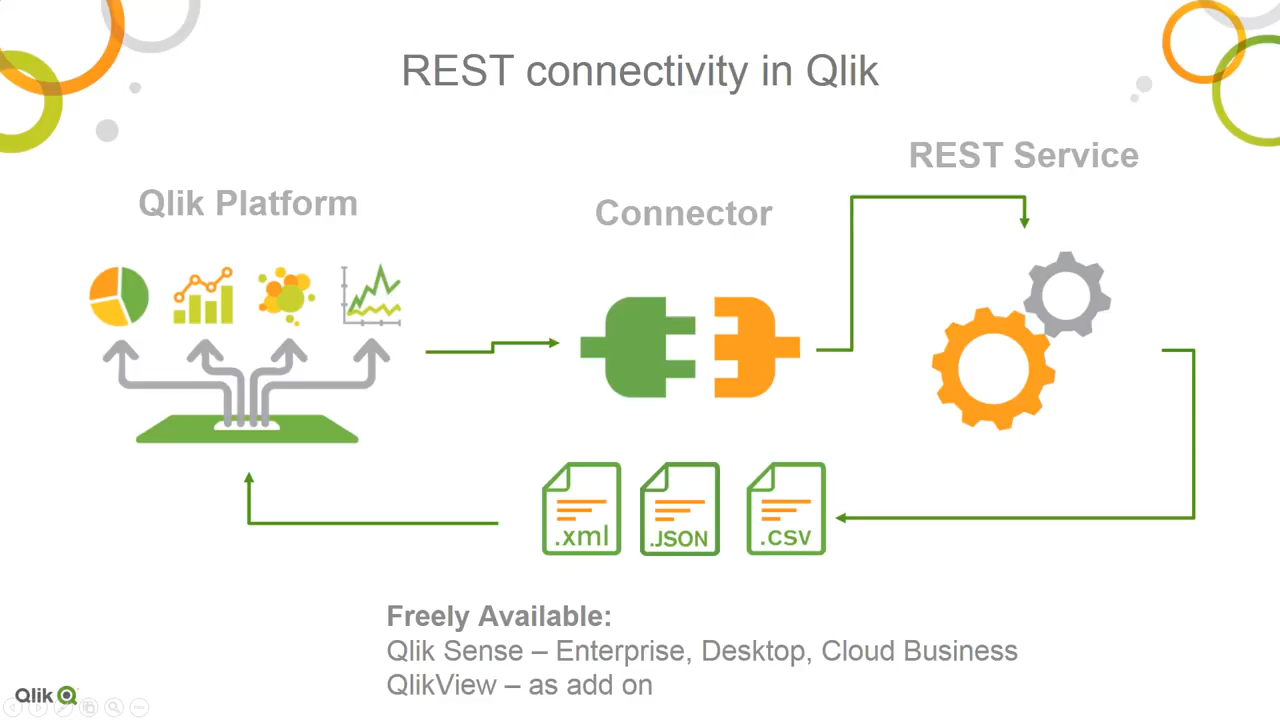 REST connectivity in Qlik
REST Service
Qlik Platform
Connector
.xml
.JSON
.csv
Freely Available:
Qlik Sense – Enterprise, Desktop, Cloud Business
QlikView – as add on
Qlik